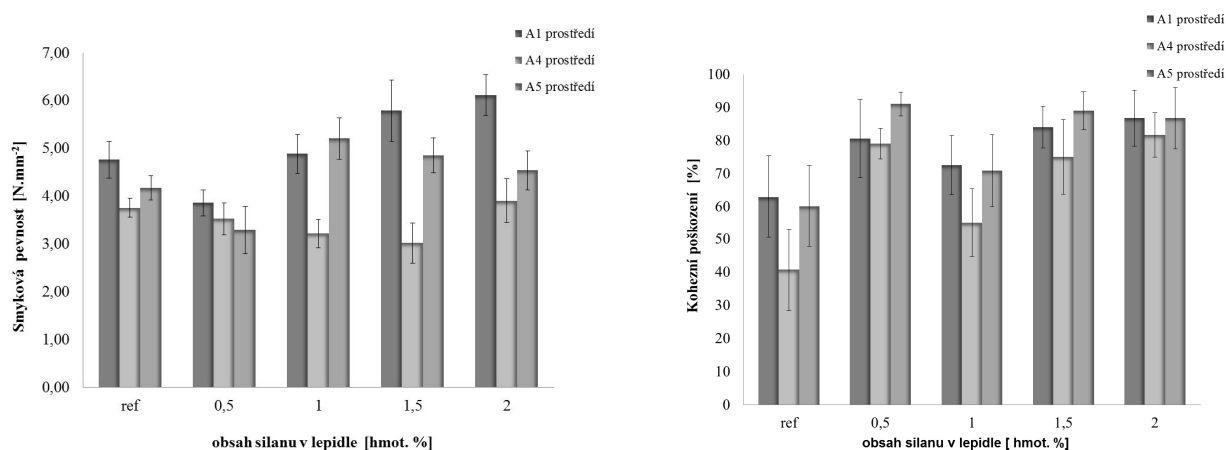 A1 prostředí
A4 prostředí
A5 prostředí
7,00
6,00
5,00
4,00
3,00
2,00
1,00
0,00
Smyková pevnost [N.mm-2]
ref 0,5 1 1,5 2
obsah silanu v lepidle [hmot. %]
A1 prostředí
A4 prostředí
A5 prostředí
100
90
80
70
60
50
40
30
20
10
0
Kohezní poškození [%]
ref 0,5 1 1,5 2
obsah silanu v lepidle [ hmot. %]